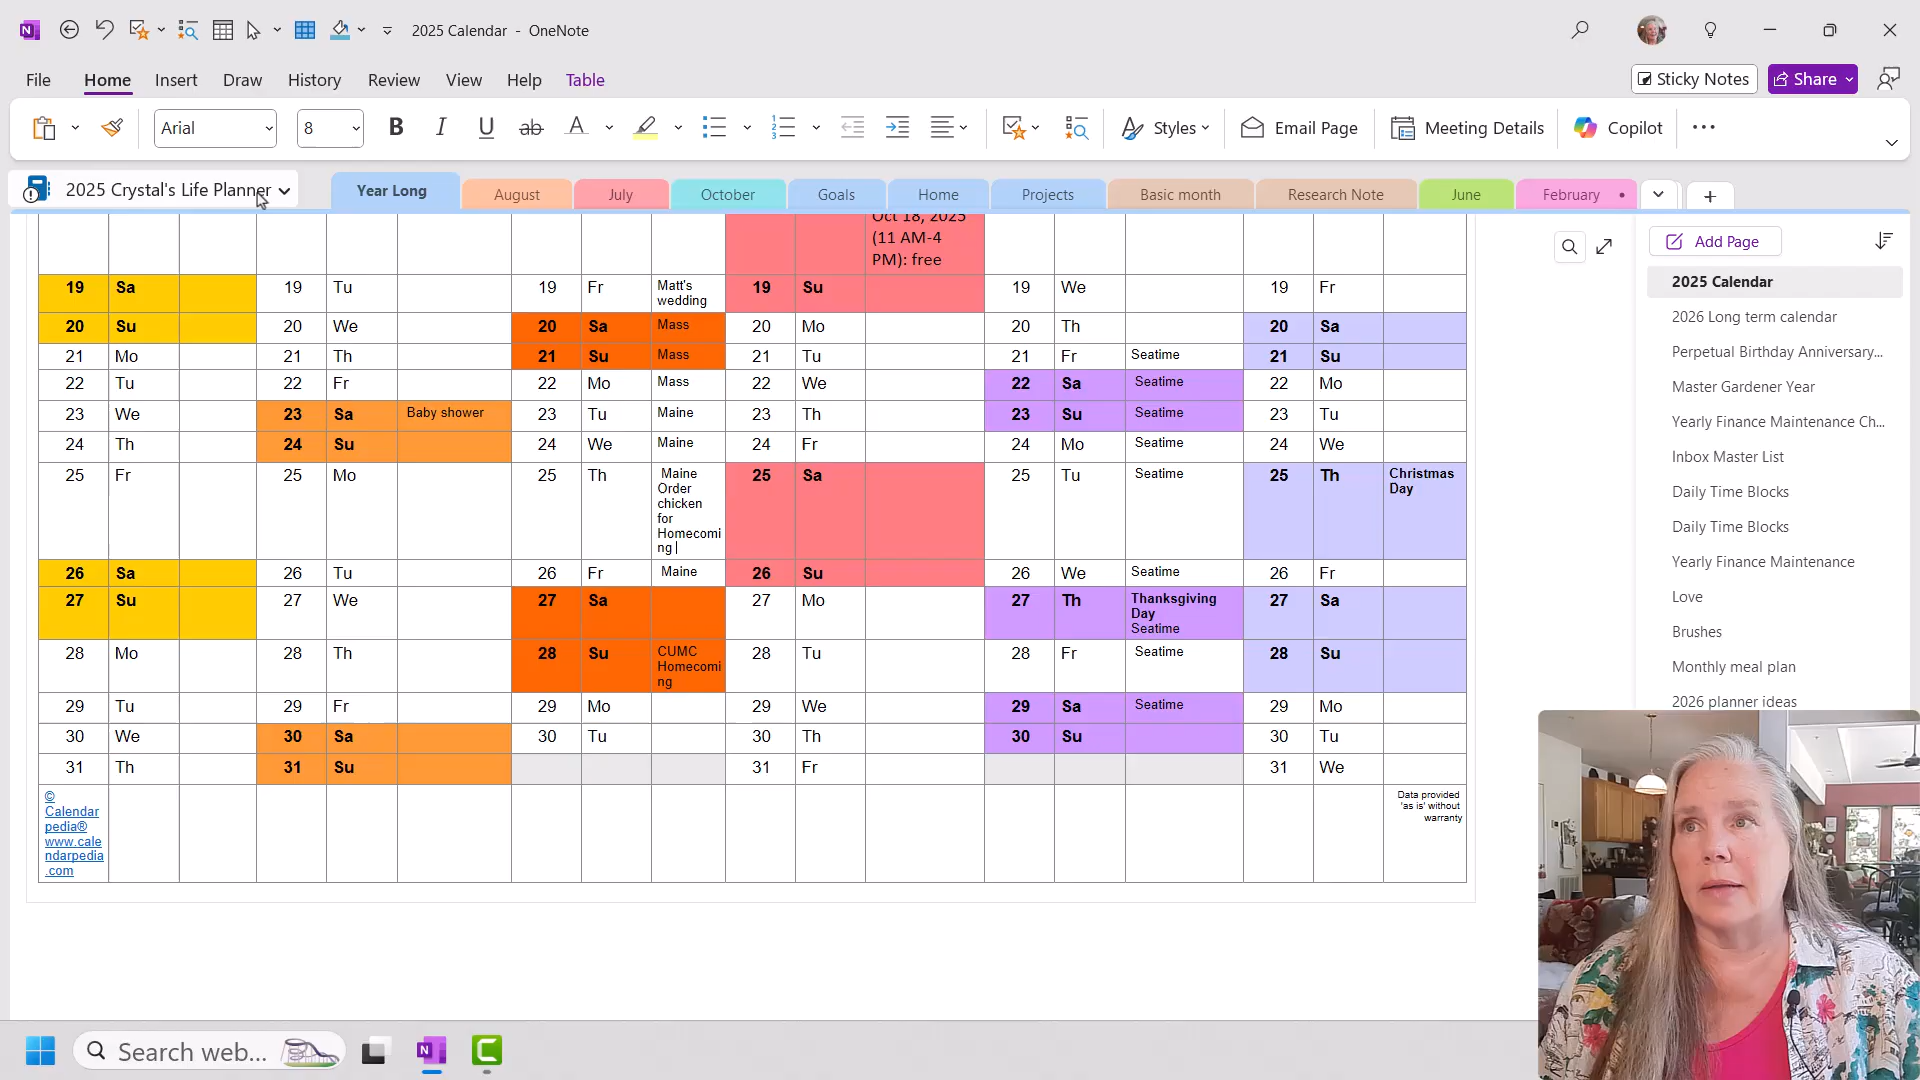 2025 Calendar - OneNote
File Home Insert Draw History Review View Help Table
Sticky Notes Share
Arial 8 B I U ab A Styles Email Page Meeting Details Copilot
2025 Crystal's Life Planner Year Long August July October Goals Home Projects Basic month Research Note June February
Oct 18, 2025
(11 AM-4
PM): free
19 Sa 19 Tu 19 Fr Matt's
wedding 19 Su 19 We 19 Fr
20 Su 20 We 20 Sa Mass 20 Mo 20 Th 20 Sa
21 Mo 21 Th 21 Su Mass 21 Tu 21 Fr Seatime 21 Su
22 Tu 22 Fr 22 Mo Mass 22 We 22 Sa Seatime 22 Mo
23 We 23 Sa Baby shower 23 Tu Maine 23 Th 23 Su Seatime 23 Tu
24 Th 24 Su 24 We Maine 24 Fr 24 Mo Seatime 24 We
25 Fr 25 Mo 25 Th Maine
Order
chicken
for
Homecomi
ng 25 Sa 25 Tu Seatime 25 Th Christmas
Day
26 Sa 26 Tu 26 Fr Maine 26 Su 26 We Seatime 26 Fr
27 Su 27 We 27 Sa 27 Mo 27 Th Thanksgiving
Day
Seatime 27 Sa
28 Mo 28 Th 28 Su CUMC
Homecomi
ng 28 Tu 28 Fr Seatime 28 Su
29 Tu 29 Fr 29 Mo 29 We 29 Sa Seatime 29 Mo
30 We 30 Sa 30 Tu 30 Th 30 Su 30 Tu
31 Th 31 Su 31 Fr 31 We
©
Calendar
pedia®
www.cale
ndarpedia
.com
Data provided
'as is' without
warranty
Add Page
2025 Calendar
2026 Long term calendar
Perpetual Birthday Anniversary...
Master Gardener Year
Yearly Finance Maintenance Ch...
Inbox Master List
Daily Time Blocks
Daily Time Blocks
Yearly Finance Maintenance
Love
Brushes
Monthly meal plan
2026 planner ideas
Search web...